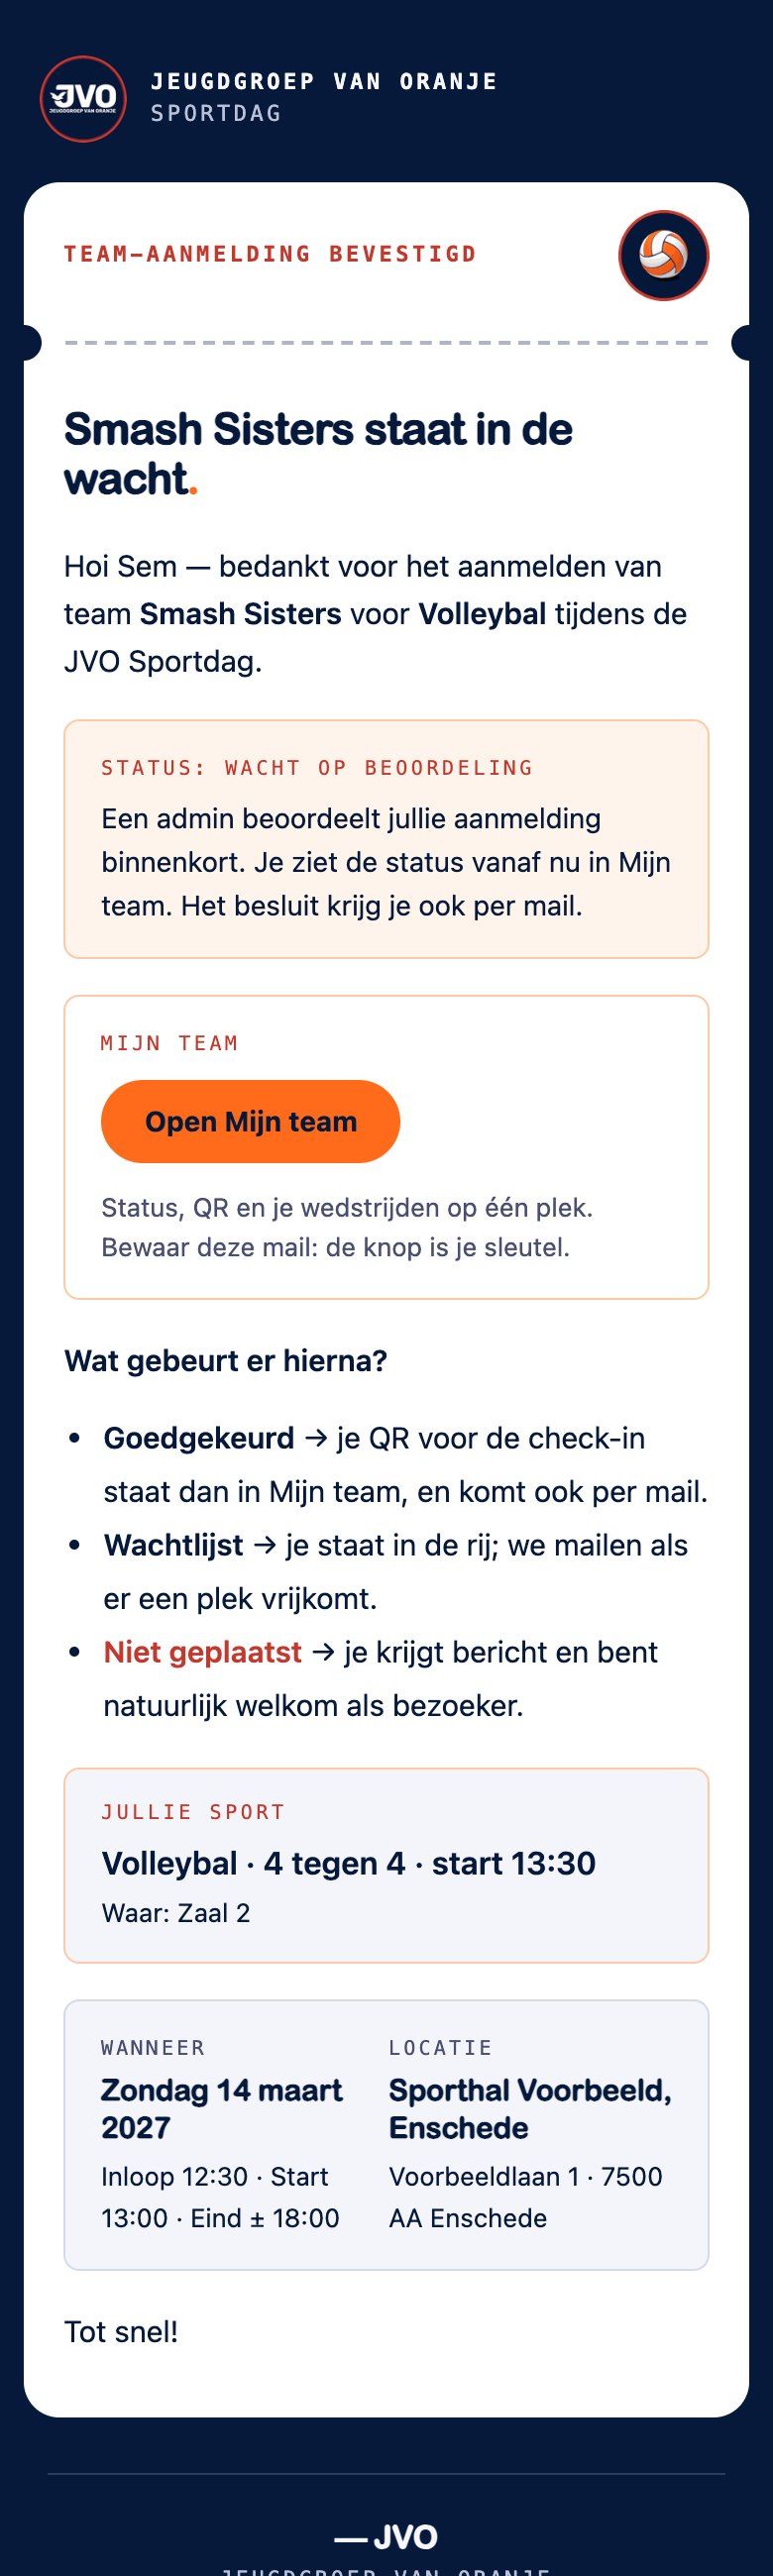 JVO
JEUGDGROEP VAN ORANJE
JEUGDGROEP VAN ORANJE
SPORTDAG
TEAM-AANMELDING BEVESTIGD
Smash Sisters staat in de
wacht.
Hoi Sem — bedankt voor het aanmelden van
team Smash Sisters voor Volleybal tijdens de
JVO Sportdag.
STATUS: WACHT OP BEOORDELING
Een admin beoordeelt jullie aanmelding
binnenkort. Je ziet de status vanaf nu in Mijn
team. Het besluit krijg je ook per mail.
MIJN TEAM
Open Mijn team
Status, QR en je wedstrijden op één plek.
Bewaar deze mail: de knop is je sleutel.
Wat gebeurt er hierna?
• Goedgekeurd → je QR voor de check-in
staat dan in Mijn team, en komt ook per mail.
• Wachtlijst → je staat in de rij; we mailen als
er een plek vrijkomt.
• Niet geplaatst → je krijgt bericht en bent
natuurlijk welkom als bezoeker.
JULLIE SPORT
Volleybal · 4 tegen 4 · start 13:30
Waar: Zaal 2
WANNEER
Zondag 14 maart
2027
Inloop 12:30 · Start
13:00 · Eind ± 18:00
LOCATIE
Sporthal Voorbeeld,
Enschede
Voorbeeldlaan 1 · 7500
AA Enschede
Tot snel!
— JVO
JEUGDGROEP VAN ORANJE